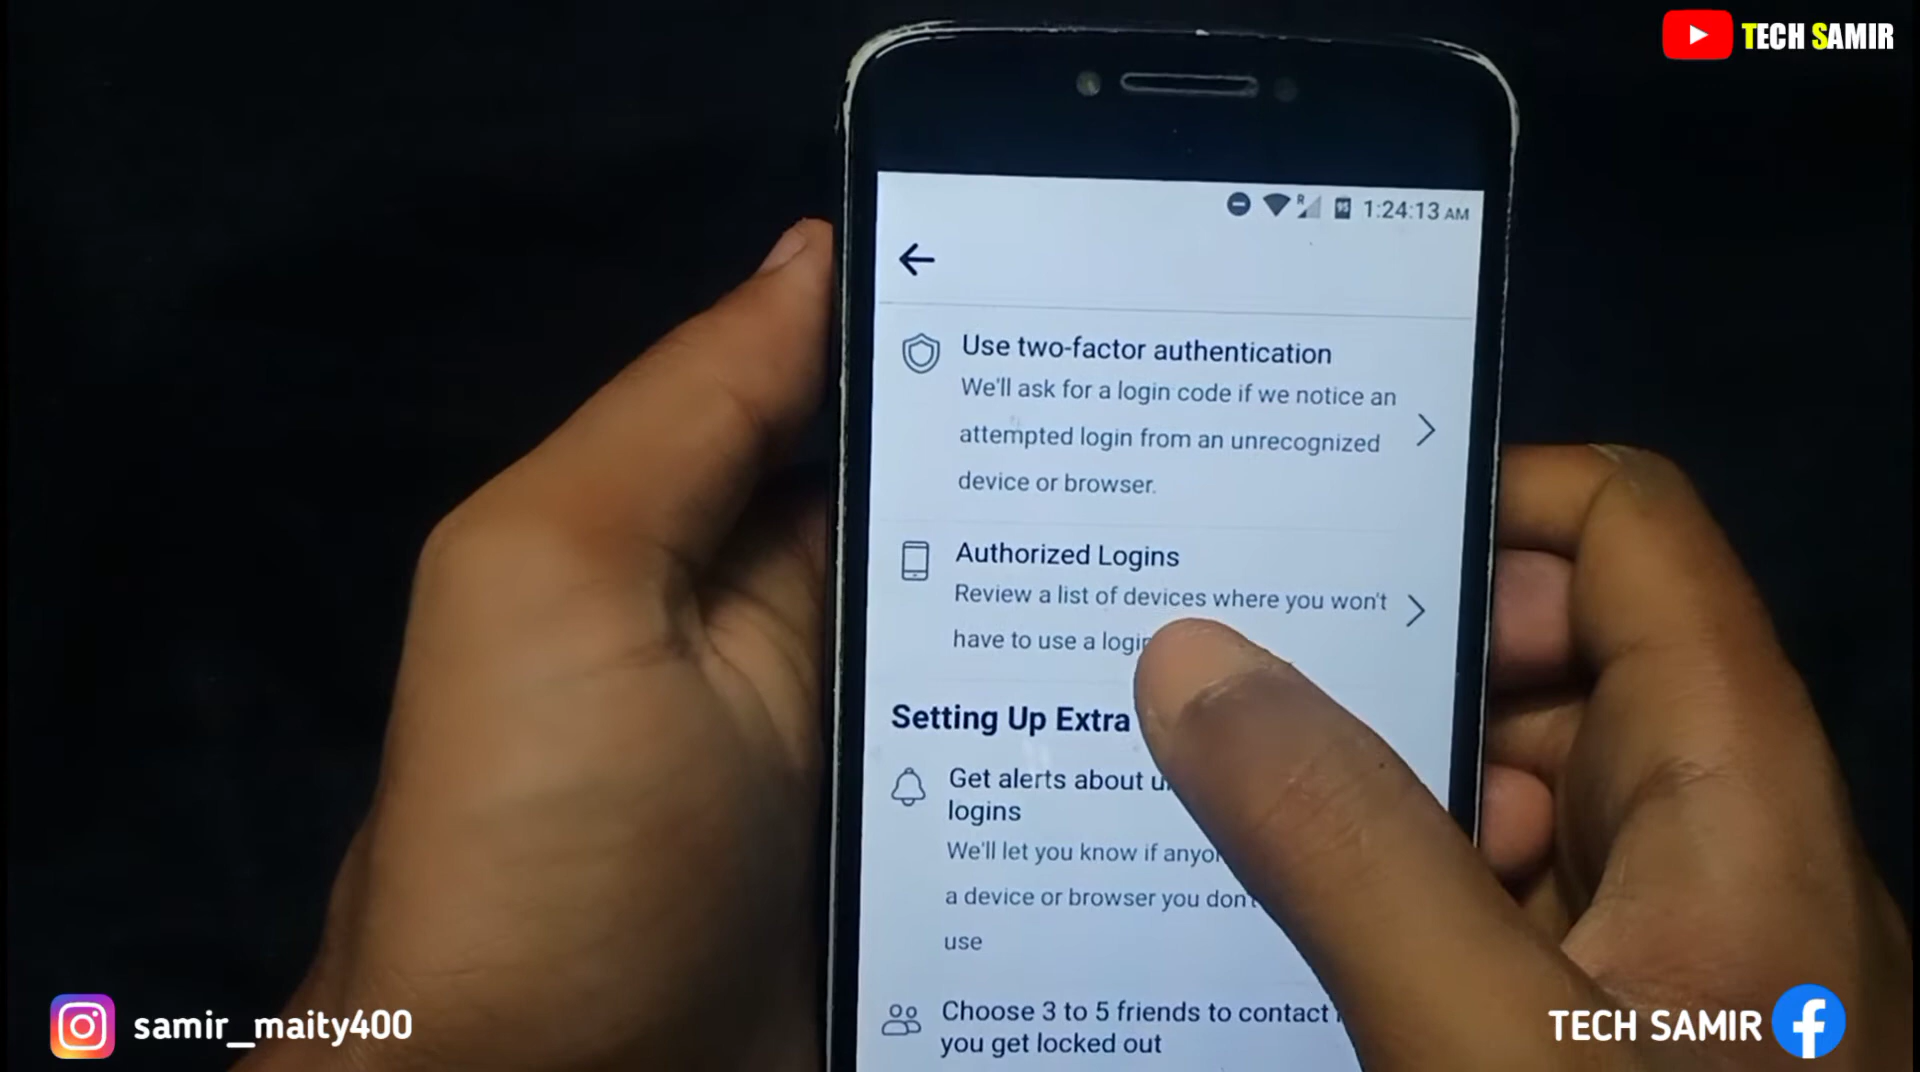 TECH SAMIR
R
95
1:24:13 AM
Use two-factor authentication
We'll ask for a login code if we notice an
attempted login from an unrecognized
device or browser.
Authorized Logins
Review a list of devices where you won't
have to use a login
Setting Up Extra
Get alerts about
logins
We'll let you know if
a device or browser you don't
use
Choose 3 to 5 friends to contact
you get locked out
samir_maity400
TECH SAMIR